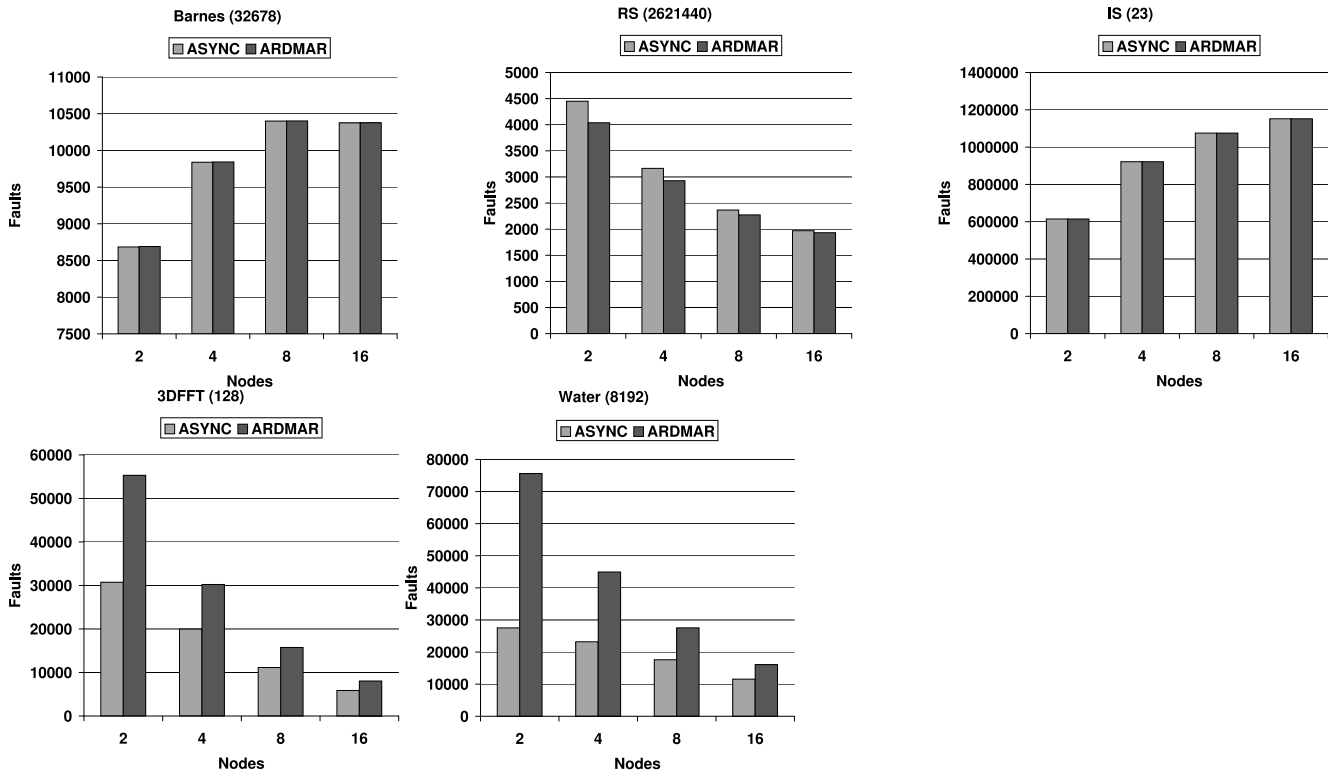 Barnes (32678)
ASYNC ARDMAR
11000
10500
10000
9500
9000
8500
8000
7500
Faults
2 4 8 16
Nodes
RS (2621440)
ASYNC ARDMAR
5000
4500
4000
3500
3000
2500
2000
1500
1000
500
0
Faults
2 4 8 16
Nodes
IS (23)
ASYNC ARDMAR
1400000
1200000
1000000
800000
600000
400000
200000
0
Faults
2 4 8 16
Nodes
3DFFT (128)
ASYNC ARDMAR
60000
50000
40000
30000
20000
10000
0
Faults
2 4 8 16
Nodes
Water (8192)
ASYNC ARDMAR
80000
70000
60000
50000
40000
30000
20000
10000
0
Faults
2 4 8 16
Nodes